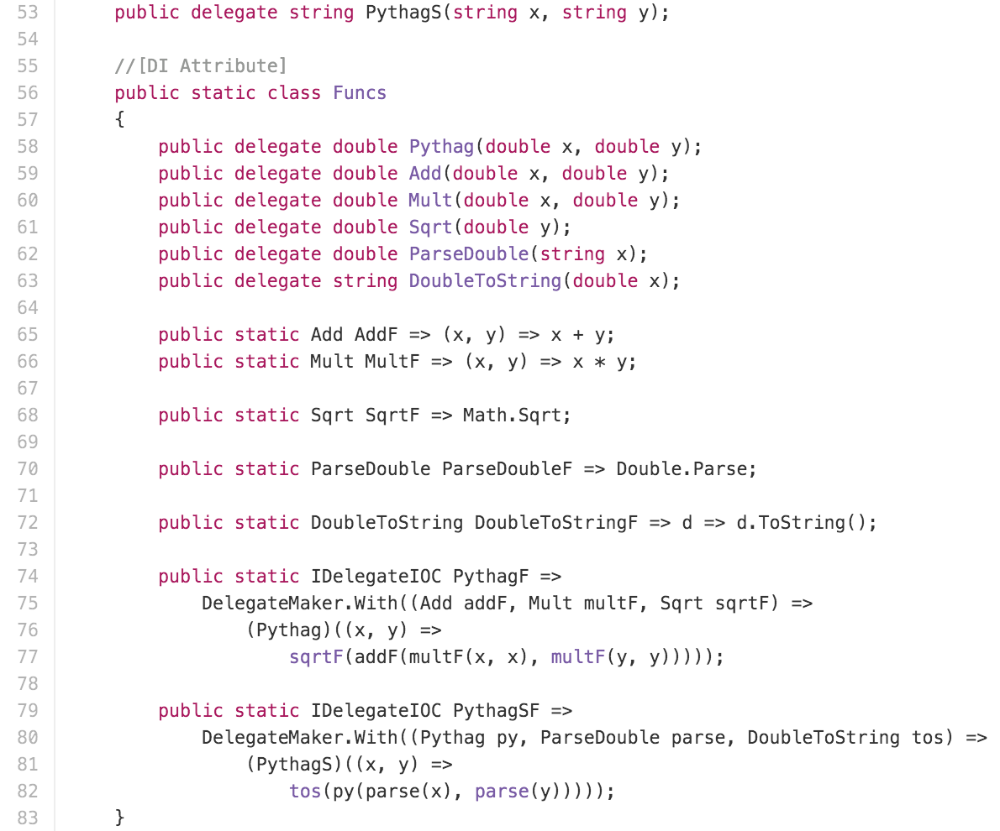 53 public delegate string PythagS(string x, string y);
54
55 //[DI Attribute]
56 public static class Funcs
57 {
58 public delegate double Pythag(double x, double y);
59 public delegate double Add(double x, double y);
60 public delegate double Mult(double x, double y);
61 public delegate double Sqrt(double y);
62 public delegate double ParseDouble(string x);
63 public delegate string DoubleToString(double x);
64
65 public static Add AddF => (x, y) => x + y;
66 public static Mult MultF => (x, y) => x * y;
67
68 public static Sqrt SqrtF => Math.Sqrt;
69
70 public static ParseDouble ParseDoubleF => Double.Parse;
71
72 public static DoubleToString DoubleToStringF => d => d.ToString();
73
74 public static IDelegateIOC PythagF =>
75 DelegateMaker.With((Add addF, Mult multF, Sqrt sqrtF) =>
76 (Pythag)((x, y) =>
77 sqrtF(addF(multF(x, x), multF(y, y)))));
78
79 public static IDelegateIOC PythagSF =>
80 DelegateMaker.With((Pythag py, ParseDouble parse, DoubleToString tos) =>
81 (PythagS)((x, y) =>
82 tos(py(parse(x), parse(y)))));
83 }